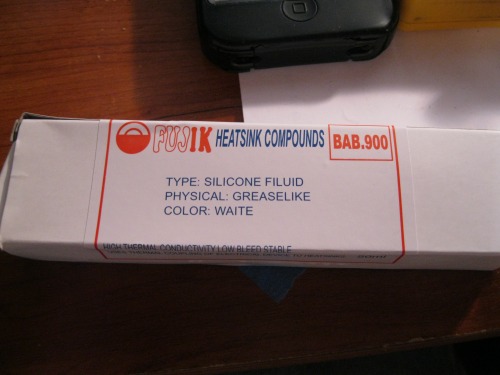 FUJIK HEATSINK COMPOUNDS BAB.900
TYPE: SILICONE FILUID
PHYSICAL: GREASELIKE
COLOR: WAITE
HIGH THERMAL CONDUCTIVITY LOW BLEED STABLE